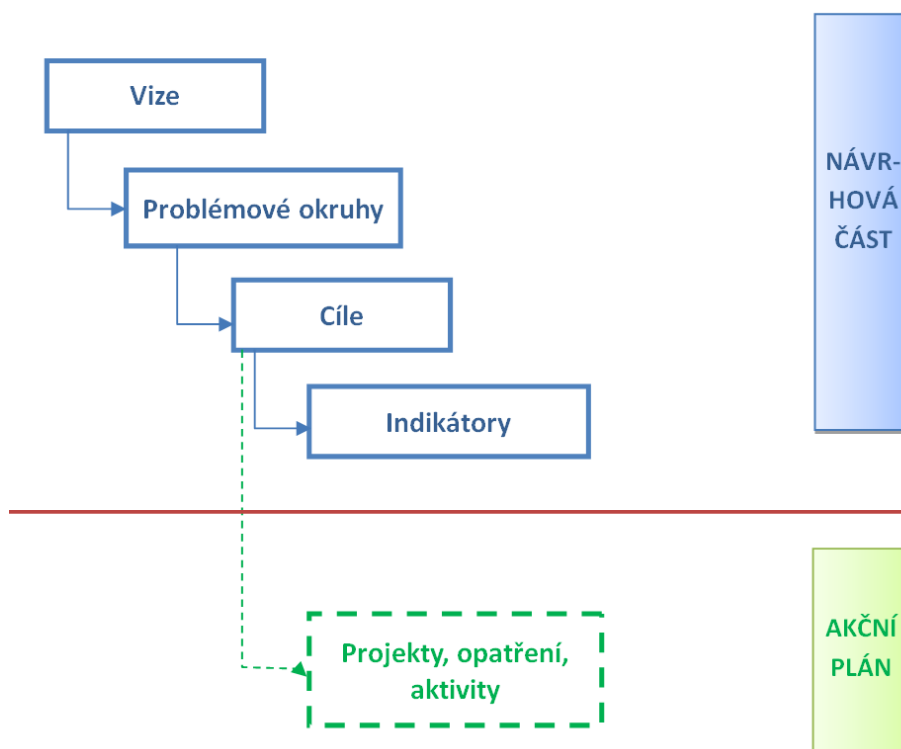 Vize
Problémové okruhy
Cíle
Indikátory
NÁVR-
HOVÁ
ČÁST
Projekty, opatření,
aktivity
AKČNÍ
PLÁN